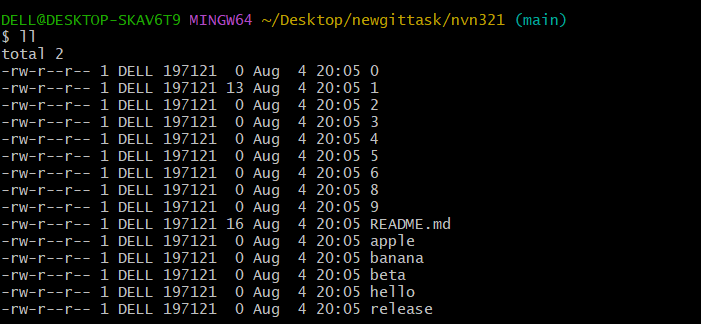 DELL@DESKTOP-SKAV6T9 MINGW64 ~/Desktop/newgittask/nvn321 (main)
$ ll
total 2
-rw-r--r-- 1 DELL 197121  0 Aug  4 20:05 0
-rw-r--r-- 1 DELL 197121 13 Aug  4 20:05 1
-rw-r--r-- 1 DELL 197121  0 Aug  4 20:05 2
-rw-r--r-- 1 DELL 197121  0 Aug  4 20:05 3
-rw-r--r-- 1 DELL 197121  0 Aug  4 20:05 4
-rw-r--r-- 1 DELL 197121  0 Aug  4 20:05 5
-rw-r--r-- 1 DELL 197121  0 Aug  4 20:05 6
-rw-r--r-- 1 DELL 197121  0 Aug  4 20:05 8
-rw-r--r-- 1 DELL 197121  0 Aug  4 20:05 9
-rw-r--r-- 1 DELL 197121 16 Aug  4 20:05 README.md
-rw-r--r-- 1 DELL 197121  0 Aug  4 20:05 apple
-rw-r--r-- 1 DELL 197121  0 Aug  4 20:05 banana
-rw-r--r-- 1 DELL 197121  0 Aug  4 20:05 beta
-rw-r--r-- 1 DELL 197121  0 Aug  4 20:05 hello
-rw-r--r-- 1 DELL 197121  0 Aug  4 20:05 release